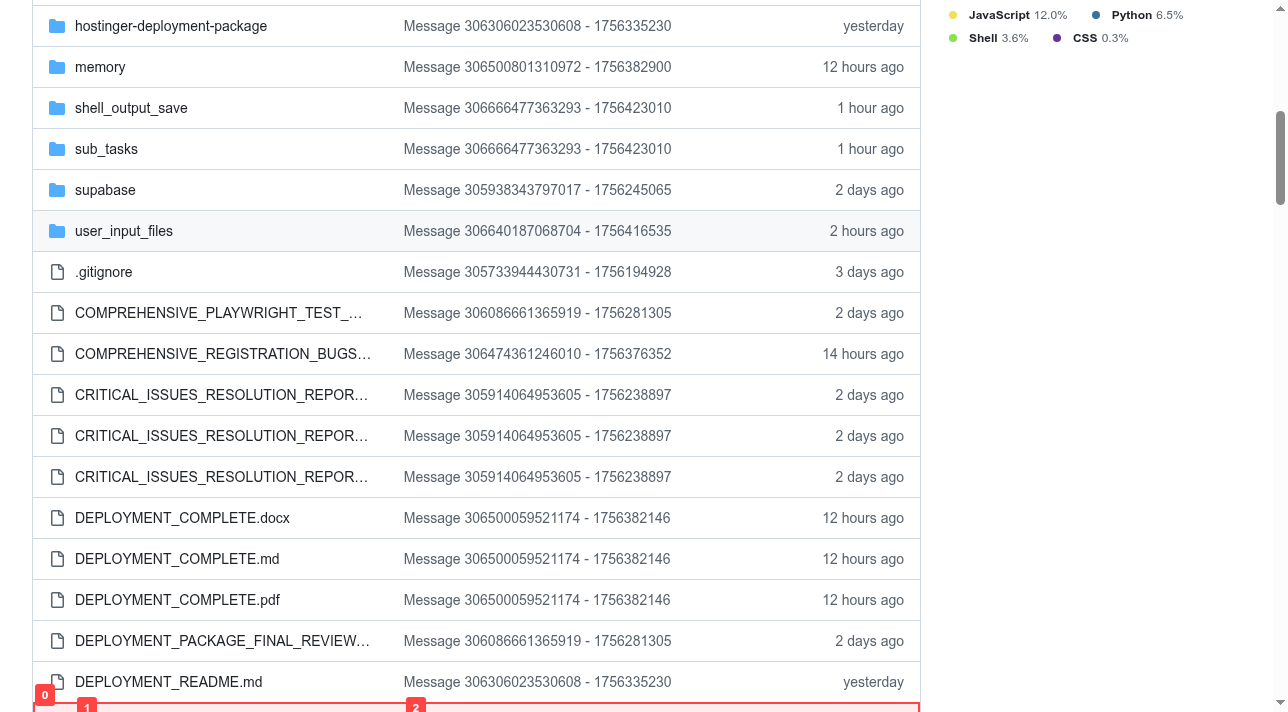 hostinger-deployment-package Message 306306023530608 - 1756335230 yesterday
JavaScript 12.0% Python 6.5%
Shell 3.6% CSS 0.3%
memory Message 306500801310972 - 1756382900 12 hours ago
shell_output_save Message 306666477363293 - 1756423010 1 hour ago
sub_tasks Message 306666477363293 - 1756423010 1 hour ago
supabase Message 305938343797017 - 1756245065 2 days ago
user_input_files Message 306640187068704 - 1756416535 2 hours ago
.gitignore Message 305733944430731 - 1756194928 3 days ago
COMPREHENSIVE_PLAYWRIGHT_TEST_… Message 306086661365919 - 1756281305 2 days ago
COMPREHENSIVE_REGISTRATION_BUGS… Message 306474361246010 - 1756376352 14 hours ago
CRITICAL_ISSUES_RESOLUTION_REPOR… Message 305914064953605 - 1756238897 2 days ago
CRITICAL_ISSUES_RESOLUTION_REPOR… Message 305914064953605 - 1756238897 2 days ago
CRITICAL_ISSUES_RESOLUTION_REPOR… Message 305914064953605 - 1756238897 2 days ago
DEPLOYMENT_COMPLETE.docx Message 306500059521174 - 1756382146 12 hours ago
DEPLOYMENT_COMPLETE.md Message 306500059521174 - 1756382146 12 hours ago
DEPLOYMENT_COMPLETE.pdf Message 306500059521174 - 1756382146 12 hours ago
DEPLOYMENT_PACKAGE_FINAL_REVIEW… Message 306086661365919 - 1756281305 2 days ago
DEPLOYMENT_README.md Message 306306023530608 - 1756335230 yesterday
0
1 2